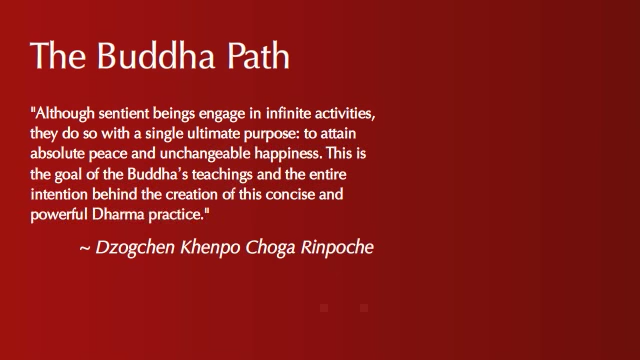 The Buddha Path
"Although sentient beings engage in infinite activities,
they do so with a single ultimate purpose: to attain
absolute peace and unchangeable happiness. This is
the goal of the Buddha's teachings and the entire
intention behind the creation of this concise and
powerful Dharma practice."
~ Dzogchen Khenpo Choga Rinpoche